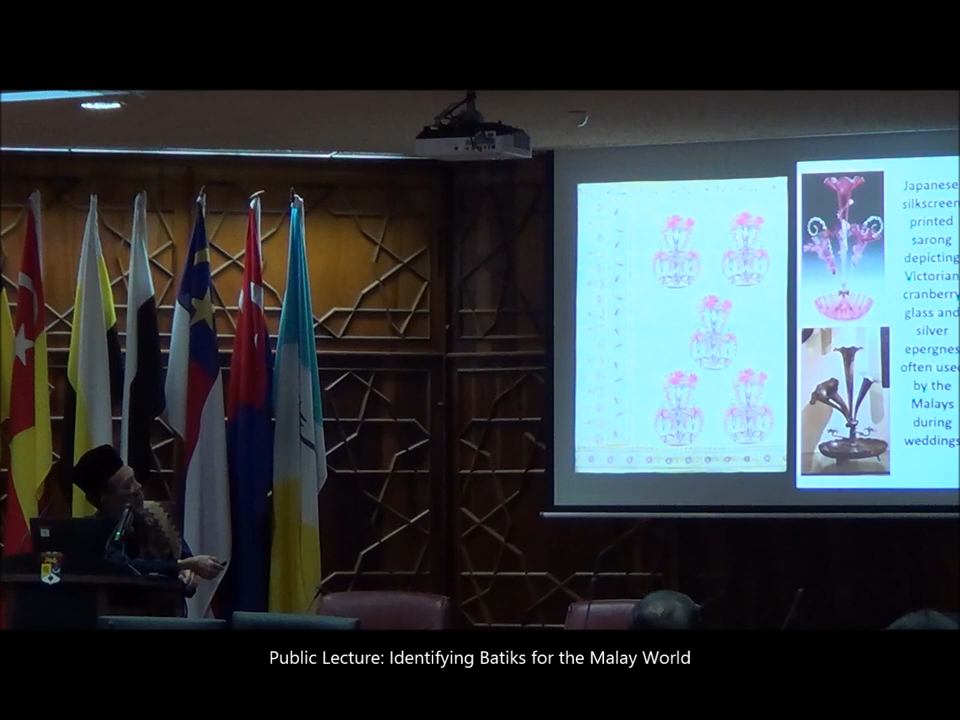 Japanese
silkscreen
printed
sarong
depicting
Victorian
cranberry
glass and
silver
epergnes
often used
by the
Malays
during
weddings
Public Lecture: Identifying Batiks for the Malay World